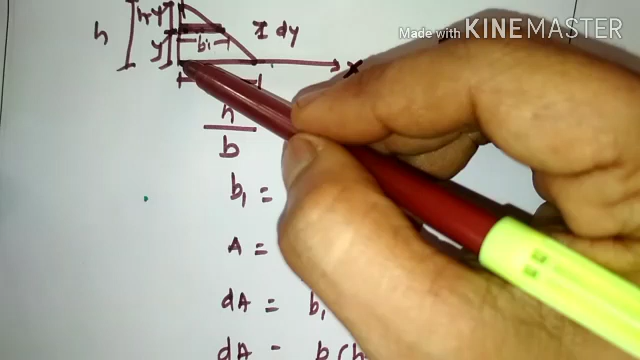 Made with KINEMASTER
h-y
h
y
b₁
I dy
x
h
b
b₁ =
A =
dA = b₁
dA = b(h